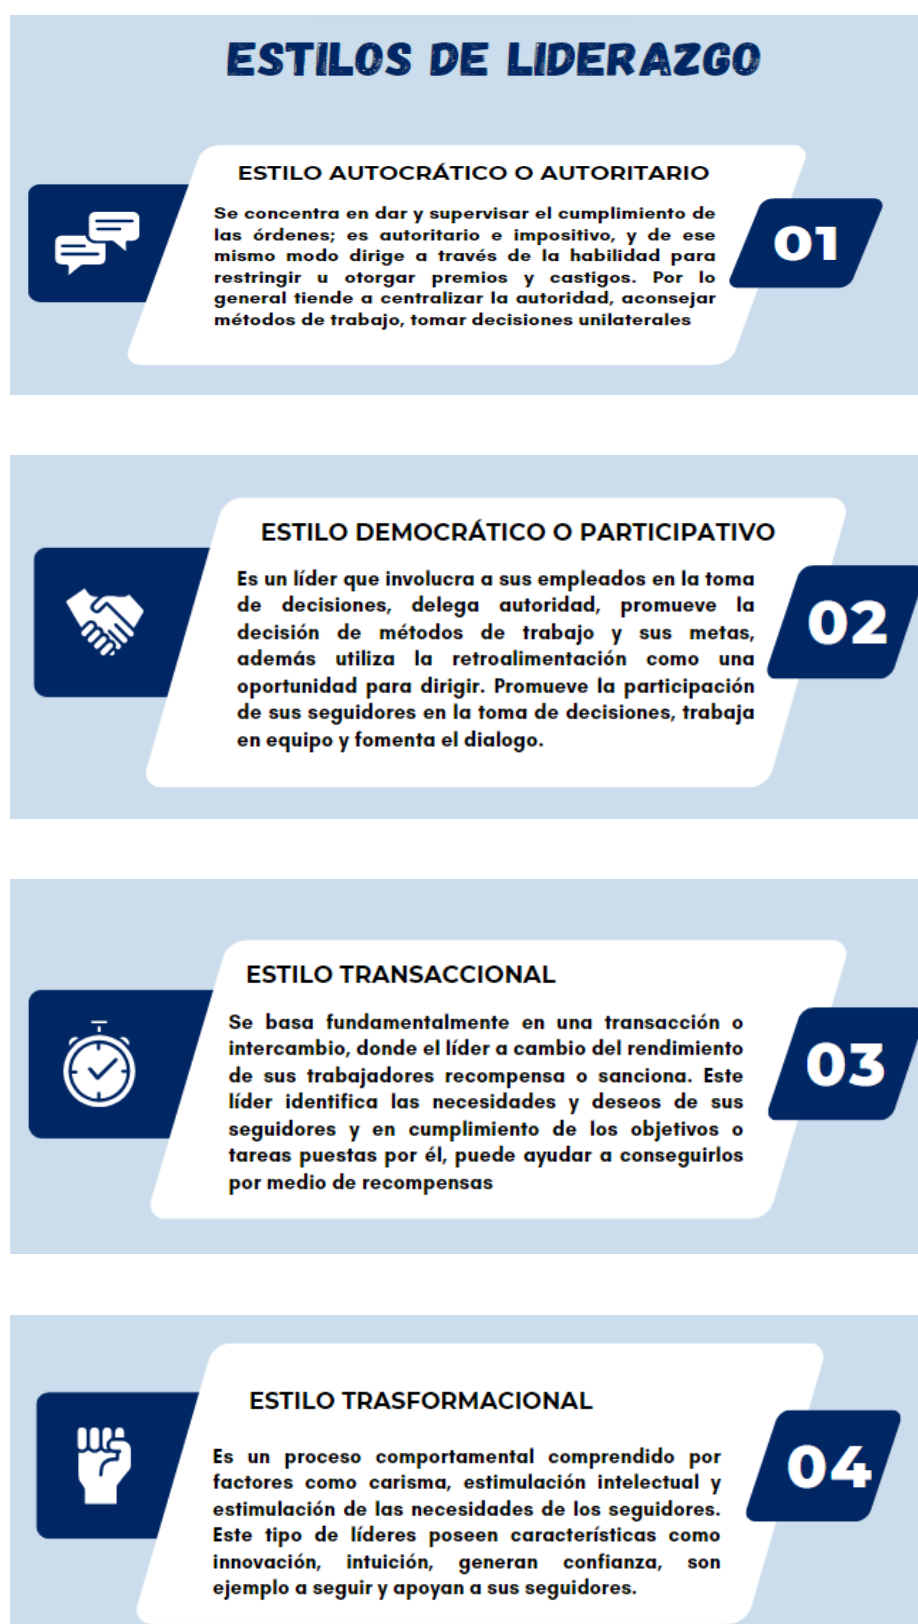 ESTILOS DE LIDERAZGO
ESTILO AUTOCRÁTICO O AUTORITARIO
Se concentra en dar y supervisar el cumplimiento de
las órdenes; es autoritario e impositivo, y de ese
mismo modo dirige a través de la habilidad para
restringir u otorgar premios y castigos. Por lo
general tiende a centralizar la autoridad, aconsejar
métodos de trabajo, tomar decisiones unilaterales
01
ESTILO DEMOCRÁTICO O PARTICIPATIVO
Es un líder que involucra a sus empleados en la toma
de decisiones, delega autoridad, promueve la
decisión de métodos de trabajo y sus metas,
además utiliza la retroalimentación como una
oportunidad para dirigir. Promueve la participación
de sus seguidores en la toma de decisiones, trabaja
en equipo y fomenta el dialogo.
02
ESTILO TRANSACCIONAL
Se basa fundamentalmente en una transacción o
intercambio, donde el líder a cambio del rendimiento
de sus trabajadores recompensa o sanciona. Este
líder identifica las necesidades y deseos de sus
seguidores y en cumplimiento de los objetivos o
tareas puestas por él, puede ayudar a conseguirlos
por medio de recompensas
03
ESTILO TRASFORMACIONAL
Es un proceso comportamental comprendido por
factores como carisma, estimulación intelectual y
estimulación de las necesidades de los seguidores.
Este tipo de líderes poseen características como
innovación, intuición, generan confianza, son
ejemplo a seguir y apoyan a sus seguidores.
04